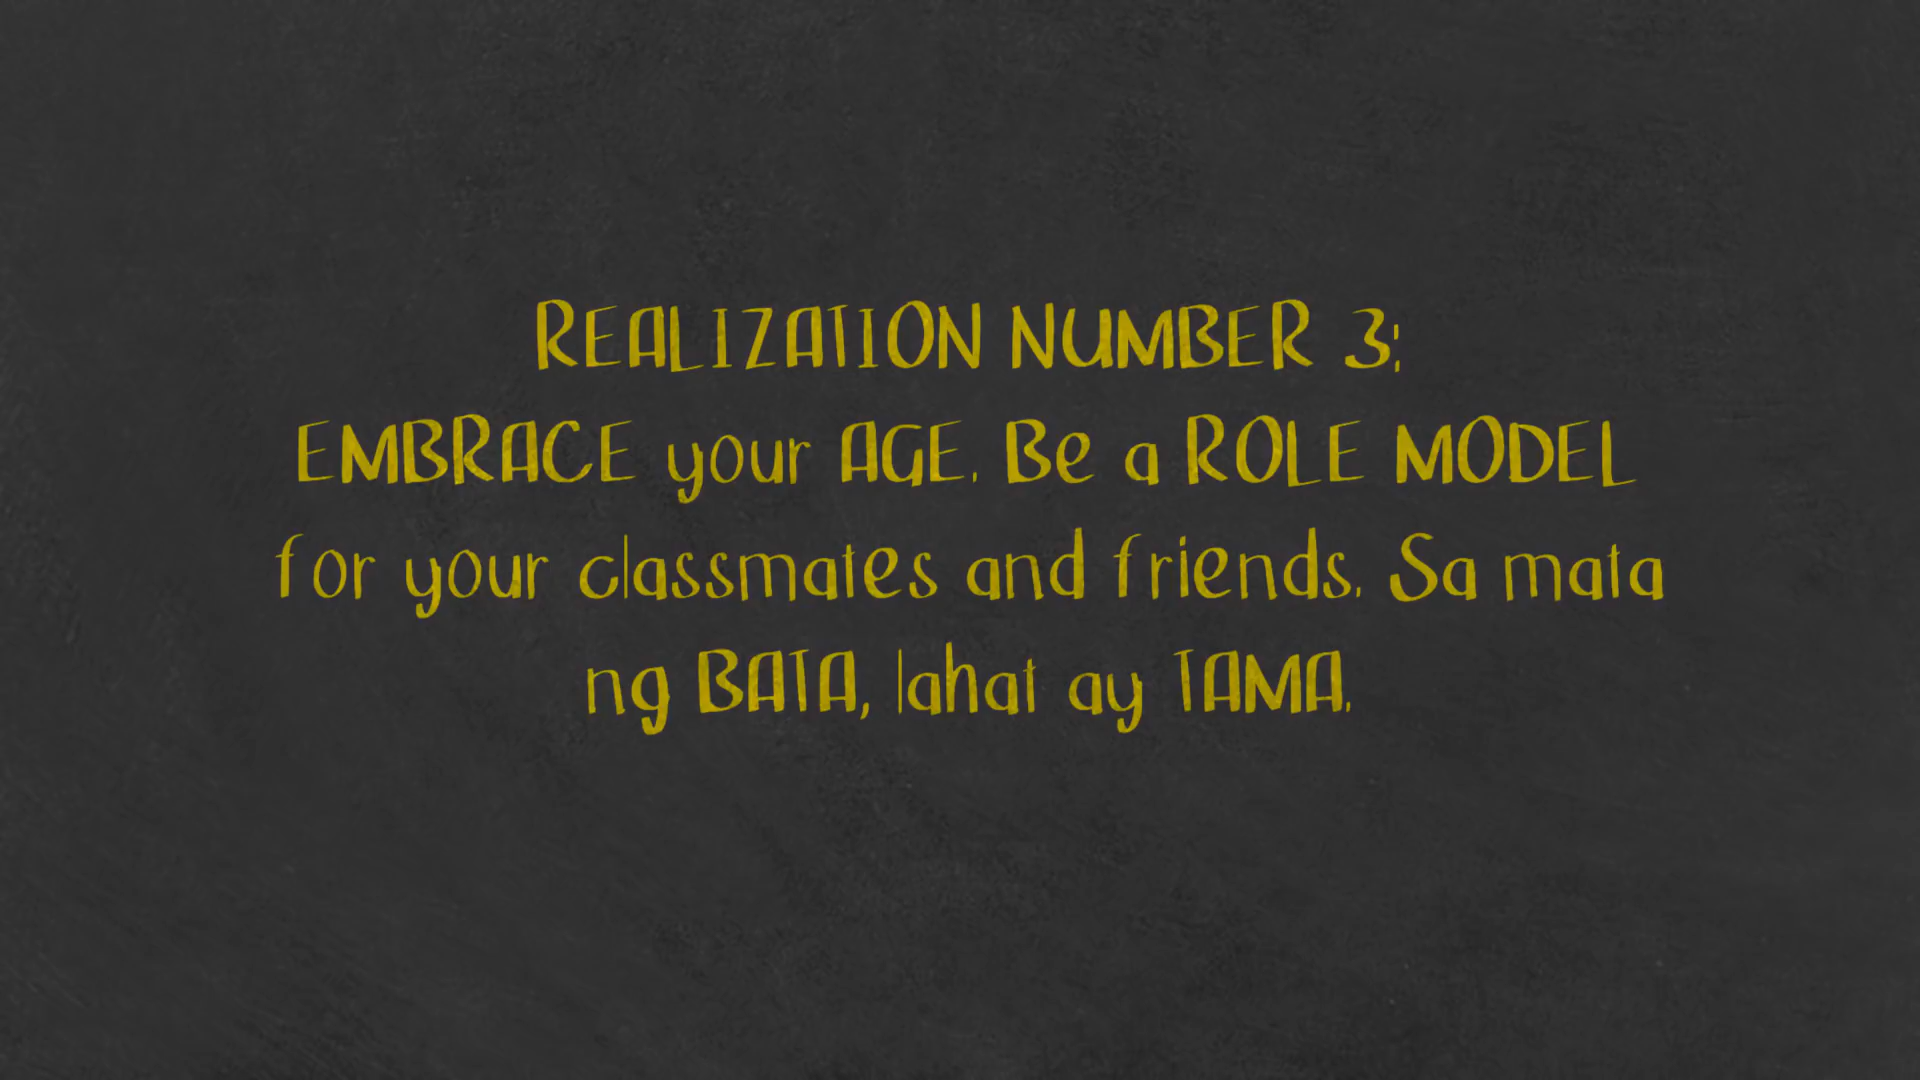 REALIZATION NUMBER 3:
EMBRACE your AGE. Be a ROLE MODEL
for your classmates and friends. Sa mata
ng BATA, lahat ay TAMA.